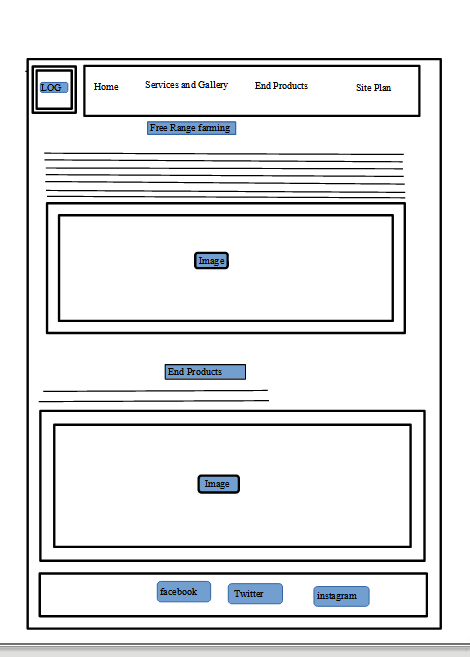 LOG
Home
Services and Gallery
End Products
Site Plan
Free Range farming
Image
End Products
Image
facebook
Twitter
instagram